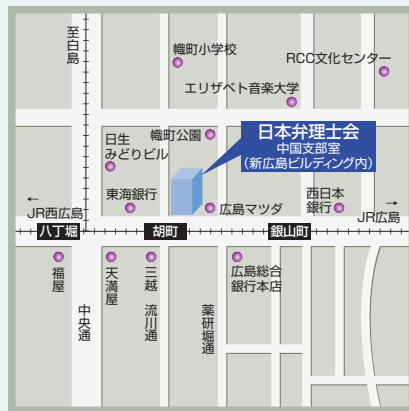 至白島
幟町小学校
RCC文化センター
エリザベト音楽大学
日本弁理士会
中国支部室
（新広島ビルディング内）
幟町公園
日生
みどりビル
東海銀行
広島マツダ
西日本
銀行
←
JR西広島
→
JR広島
八丁堀
胡町
銀山町
福屋
天満屋
三越
広島総合
銀行本店
中央通
流川通
薬研堀通